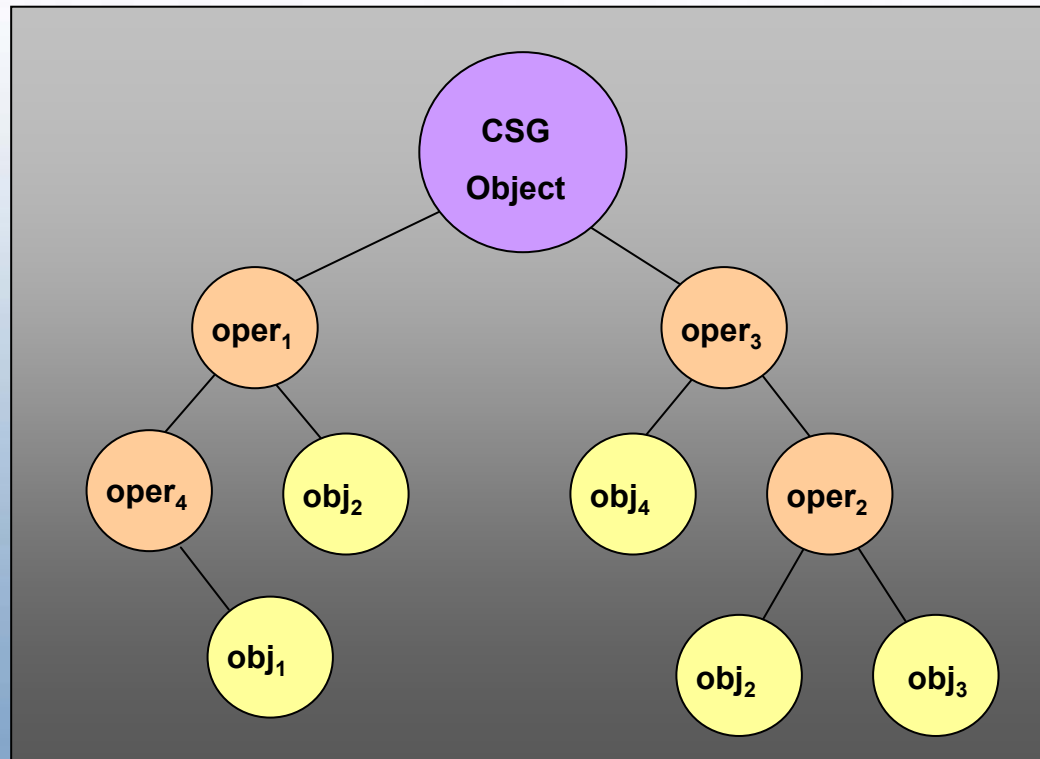 CSG
Object
oper₁
oper₃
oper₄
obj₂
obj₄
oper₂
obj₁
obj₂
obj₃